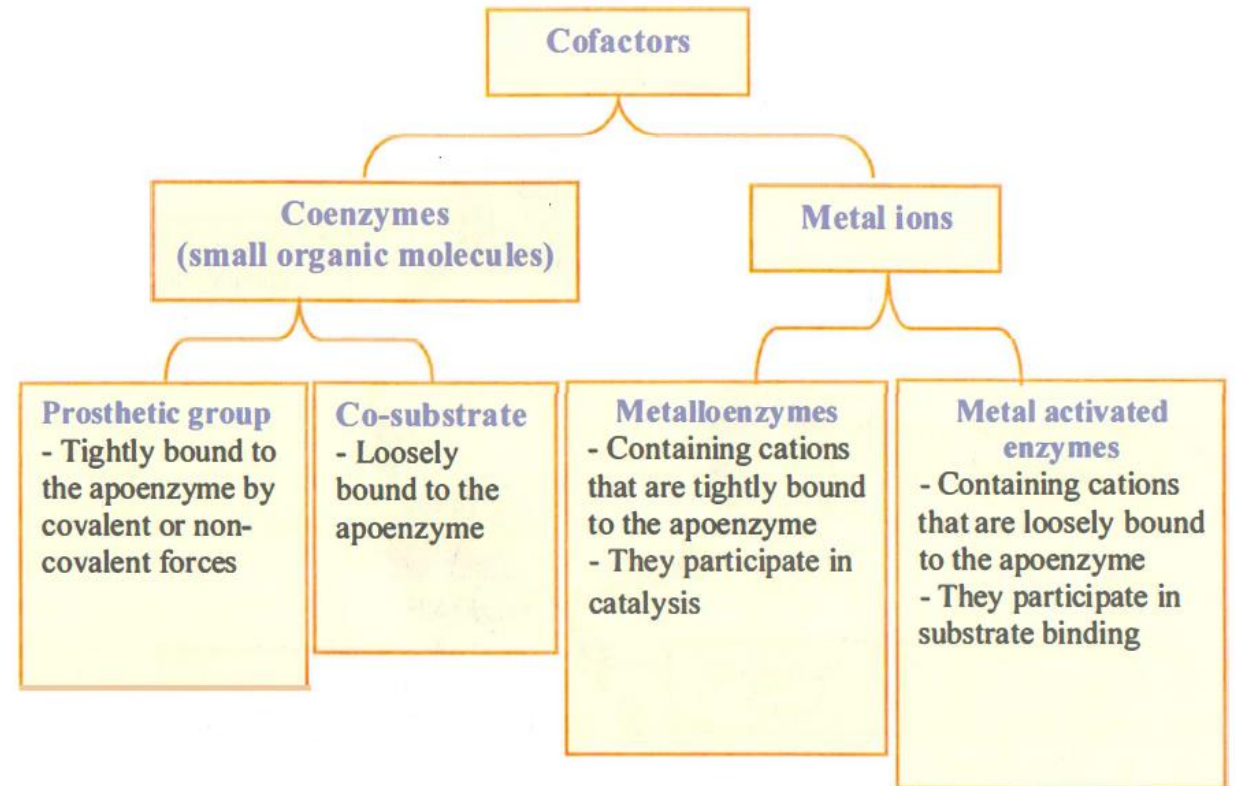 Cofactors
Coenzymes
(small organic molecules)
Metal ions
Prosthetic group
- Tightly bound to
the apoenzyme by
covalent or non-
covalent forces
Co-substrate
- Loosely
bound to the
apoenzyme
Metalloenzymes
- Containing cations
that are tightly bound
to the apoenzyme
- They participate in
catalysis
Metal activated
enzymes
- Containing cations
that are loosely bound
to the apoenzyme
- They participate in
substrate binding